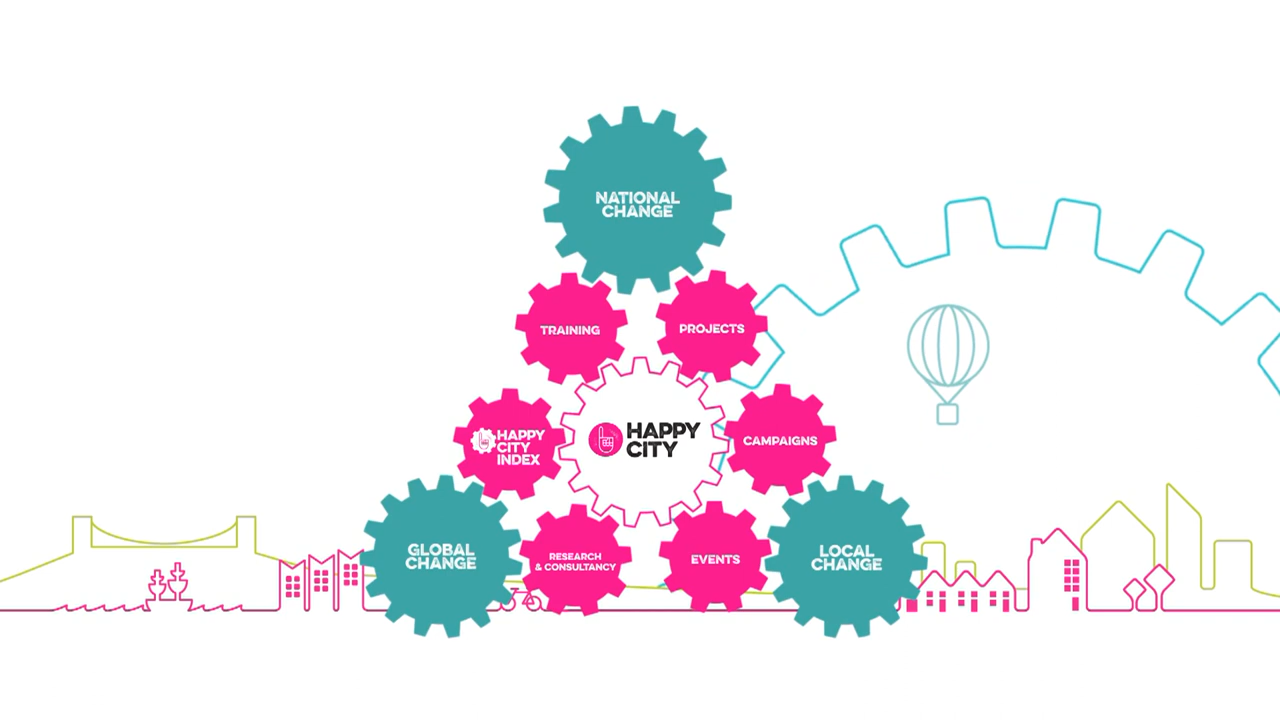 NATIONAL
CHANGE
TRAINING
PROJECTS
HAPPY
CITY
INDEX
HAPPY
CITY
CAMPAIGNS
GLOBAL
CHANGE
RESEARCH
& CONSULTANCY
EVENTS
LOCAL
CHANGE